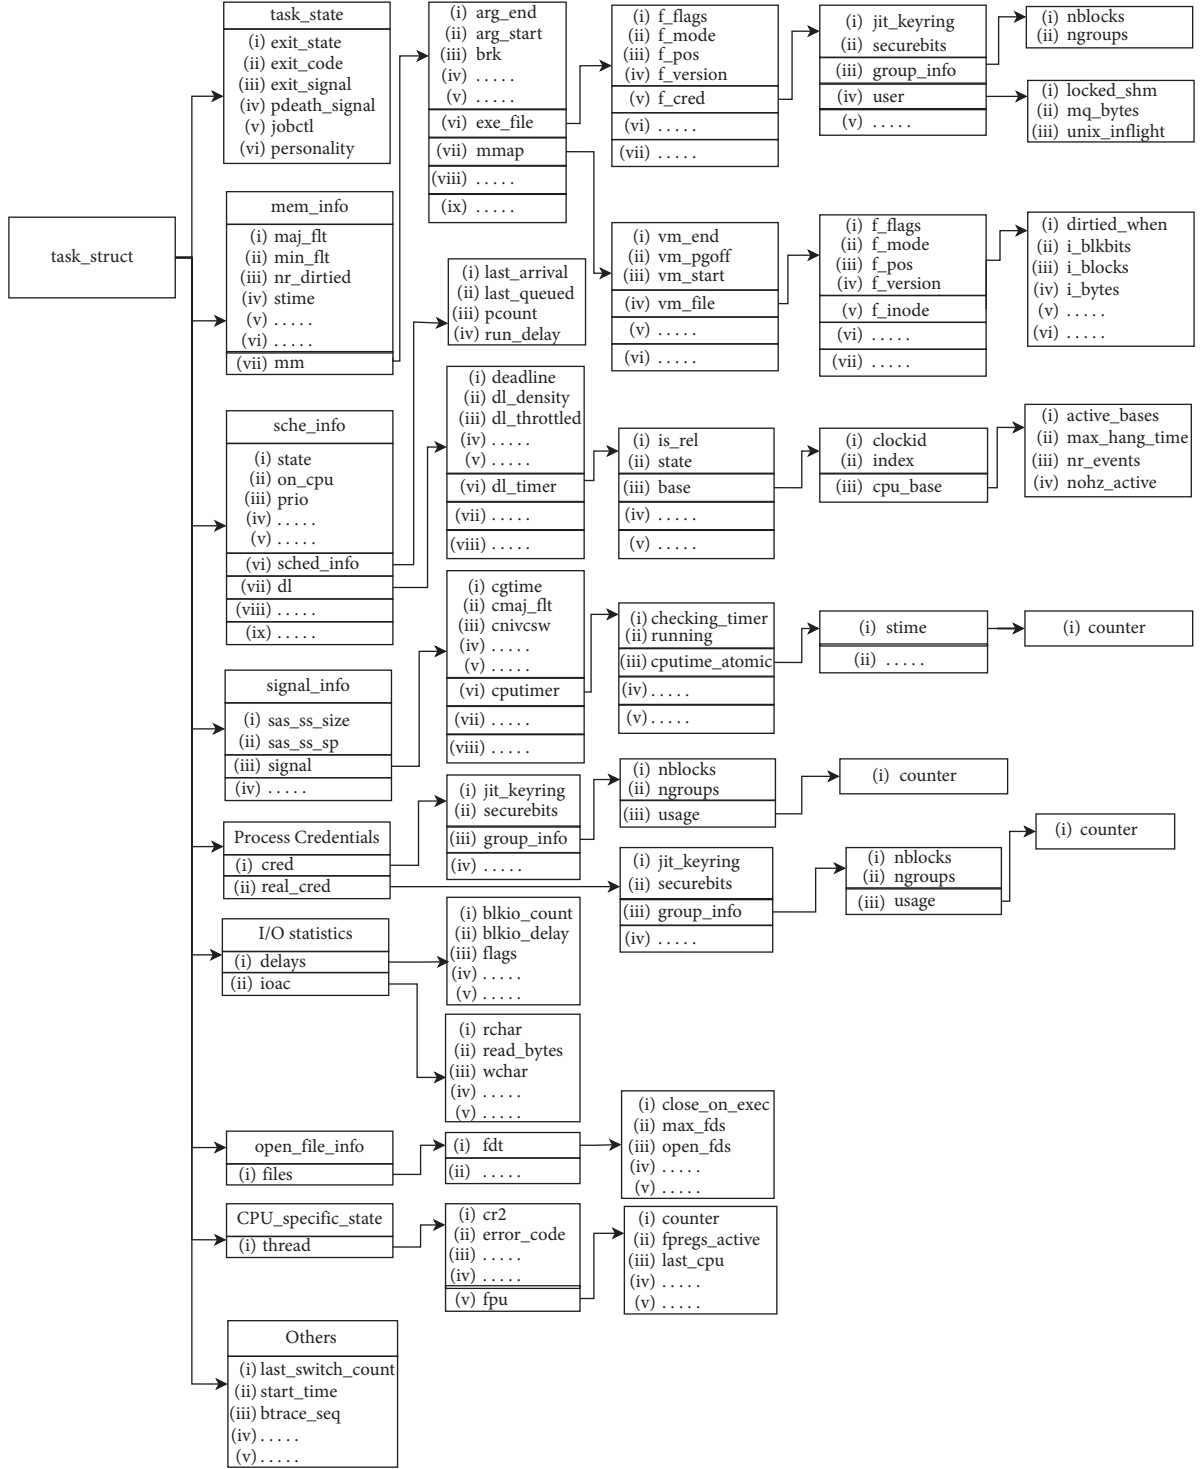 task_struct
task_state
(i) exit_state
(ii) exit_code
(iii) exit_signal
(iv) pdeath_signal
(v) jobctl
(vi) personality
mem_info
(i) maj_flt
(ii) min_flt
(iii) nr_dirtied
(iv) stime
(v) .....
(vi) .....
(vii) mm
(i) arg_end
(ii) arg_start
(iii) brk
(iv) .....
(v) .....
(vi) exe_file
(vii) mmap
(viii) .....
(ix) .....
(i) f_flags
(ii) f_mode
(iii) f_pos
(iv) f_version
(v) f_cred
(vi) .....
(vii) .....
(i) jit_keyring
(ii) securebits
(iii) group_info
(iv) user
(v) .....
(i) nblocks
(ii) ngroups
(i) locked_shm
(ii) mq_bytes
(iii) unix_inflight
(i) vm_end
(ii) vm_pgoff
(iii) vm_start
(iv) vm_file
(v) .....
(vi) .....
(i) f_flags
(ii) f_mode
(iii) f_pos
(iv) f_version
(v) f_inode
(vi) .....
(vii) .....
(i) dirtied_when
(ii) i_blkbits
(iii) i_blocks
(iv) i_bytes
(v) .....
(vi) .....
sche_info
(i) state
(ii) on_cpu
(iii) prio
(iv) .....
(v) .....
(vi) sched_info
(vii) dl
(viii) .....
(ix) .....
(i) last_arrival
(ii) last_queued
(iii) pcount
(iv) run_delay
(i) deadline
(ii) dl_density
(iii) dl_throttled
(iv) .....
(v) .....
(vi) dl_timer
(vii) .....
(viii) .....
(i) is_rel
(ii) state
(iii) base
(iv) .....
(v) .....
(i) clockid
(ii) index
(iii) cpu_base
(i) active_bases
(ii) max_hang_time
(iii) nr_events
(iv) nohz_active
signal_info
(i) sas_ss_size
(ii) sas_ss_sp
(iii) signal
(iv) .....
(i) cgtime
(ii) cmaj_flt
(iii) cnivcsw
(iv) .....
(v) .....
(vi) cputimer
(vii) .....
(viii) .....
(i) checking_timer
(ii) running
(iii) cputime_atomic
(iv) .....
(v) .....
(i) stime
(ii) .....
(i) counter
Process Credentials
(i) cred
(ii) real_cred
(i) jit_keyring
(ii) securebits
(iii) group_info
(iv) .....
(i) nblocks
(ii) ngroups
(iii) usage
(i) counter
(i) jit_keyring
(ii) securebits
(iii) group_info
(iv) .....
(i) nblocks
(ii) ngroups
(iii) usage
(i) counter
I/O statistics
(i) delays
(ii) ioac
(i) blkio_count
(ii) blkio_delay
(iii) flags
(iv) .....
(v) .....
(i) rchar
(ii) read_bytes
(iii) wchar
(iv) .....
(v) .....
open_file_info
(i) files
(i) fdt
(ii) .....
(i) close_on_exec
(ii) max_fds
(iii) open_fds
(iv) .....
(v) .....
CPU_specific_state
(i) thread
(i) cr2
(ii) error_code
(iii) .....
(iv) .....
(v) fpu
(i) counter
(ii) fpregs_active
(iii) last_cpu
(iv) .....
(v) .....
Others
(i) last_switch_count
(ii) start_time
(iii) btrace_seq
(iv) .....
(v) .....